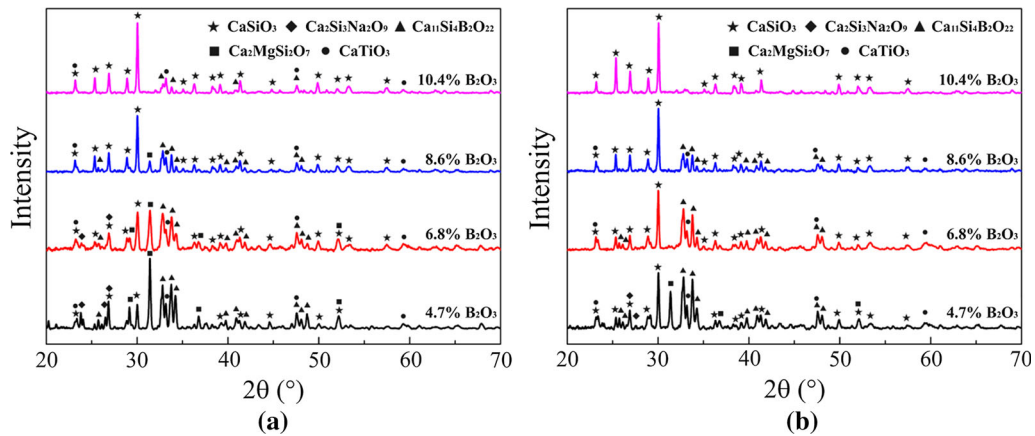 ★ CaSiO₃ ◆ Ca₂Si₃Na₂O₉ ▲ Ca₁₁Si₄B₂O₂₂
■ Ca₂MgSi₂O₇ ● CaTiO₃
10.4% B₂O₃
8.6% B₂O₃
6.8% B₂O₃
4.7% B₂O₃
Intensity
20 30 40 50 60 70
2θ (°)
(a)
★ CaSiO₃ ◆ Ca₂Si₃Na₂O₉ ▲ Ca₁₁Si₄B₂O₂₂
■ Ca₂MgSi₂O₇ ● CaTiO₃
10.4% B₂O₃
8.6% B₂O₃
6.8% B₂O₃
4.7% B₂O₃
Intensity
20 30 40 50 60 70
2θ (°)
(b)